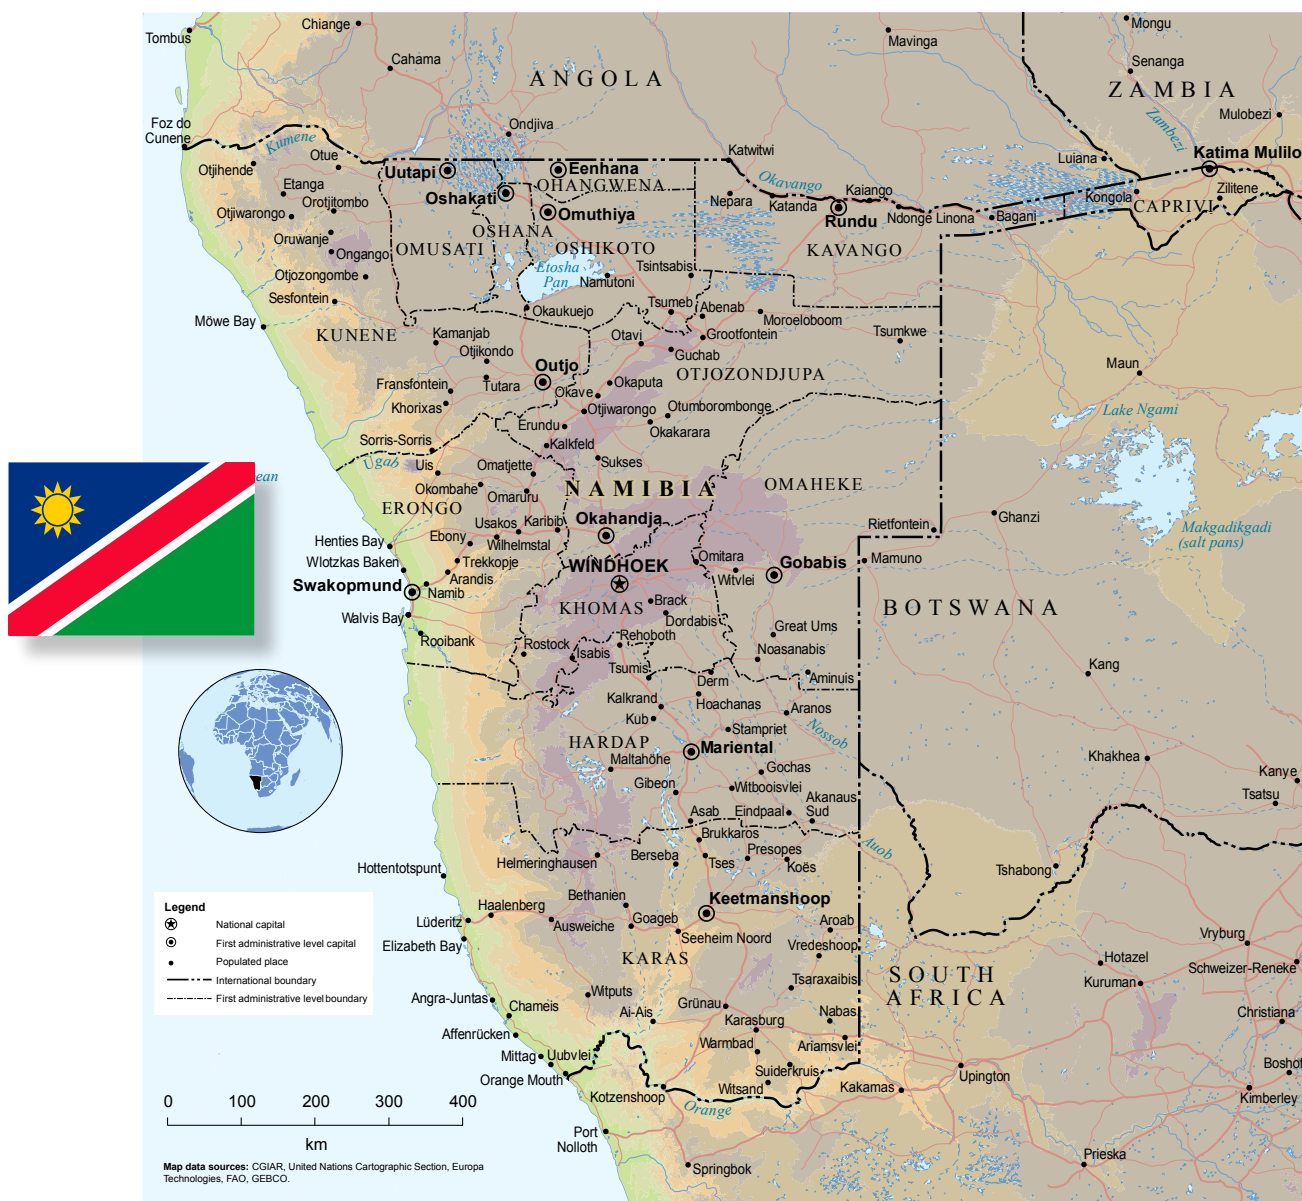 Tombus
Chiange
Cahama
ANGOLA
Mavinga
Mongu
Senanga
ZAMBIA
Mulobezi
Zambezi
Foz do
Cunene
Kumene
Ondjiva
Katwitwi
Luiana
Katima Mulilo
Otjihende
Otue
Uutapi
Eenhana
OHANGWENA
Okavango
Kaiango
Kongola
Zilitene
CAPRIVI
Etanga
Orotjitombo
Oshakati
Omuthiya
Nepara
Katanda
Rundu
Ndonge Linona
Bagani
Otjiwarongo
Oruwanje
Ongango
OMUSATI
OSHANA
OSHIKOTO
KAVANGO
Otjozongombe
Etosha
Pan
Namutoni
Tsintsabis
Sesfontein
Okaukuejo
Tsumeb
Abenab
Moroeloboom
Möwe Bay
KUNENE
Kamanjab
Otavi
Grootfontein
Tsumkwe
Otjikondo
Guchab
Maun
Outjo
OTJOZONDJUPA
Fransfontein
Tutara
Okave
Okaputa
Khorixas
Otjiwarongo
Otumborombonge
Lake Ngami
Erundu
Okakarara
Sorris-Sorris
Kalkfeld
Ugab
Uis
Omatjette
Sukses
ean
Okombahe
Omaruru
NAMIBIA
OMAHEKE
ERONGO
Usakos
Karibib
Okahandja
Rietfontein
Ghanzi
Makgadikgadi
(salt pans)
Henties Bay
Ebony
Wilhelmstal
Omitara
Mamuno
Wlotzkas Baken
Trekkopje
WINDHOEK
Witvlei
Gobabis
Swakopmund
Arandis
Namib
KHOMAS
Brack
Dordabis
BOTSWANA
Walvis Bay
Rooibank
Rostock
Isabis
Rehoboth
Great Ums
Noasanabis
Kang
Tsumis
Derm
Aminuis
Kalkrand
Hoachanas
Aranos
Kub
Stampriet
Nossob
HARDAP
Mariental
Maltahöhe
Gochas
Khakhea
Kanye
Gibeon
Witbooisvlei
Tsatsu
Asab
Eindpaal
Akanaus
Sud
Brukkaros
Auob
Helmeringhausen
Berseba
Tses
Presopes
Koës
Tshabong
Hottentotspunt
Bethanien
Keetmanshoop
Haalenberg
Lüderitz
Ausweiche
Goageb
Seeheim Noord
Aroab
Elizabeth Bay
Vredeshoop
Vryburg
KARAS
Hotazel
Schweizer-Reneke
SOUTH
AFRICA
Kuruman
Tsaraxaibis
Angra-Juntas
Chameis
Witputs
Ai-Ais
Grünau
Karasburg
Nabas
Christiana
Affenrücken
Warmbad
Ariamsvlei
Mittag
Uubvlei
Suiderkruis
Upington
Boshof
Orange Mouth
Kotzenshoop
Witsand
Kakamas
Kimberley
Orange
Port
Nolloth
Springbok
Prieska
Legend
National capital
First administrative level capital
Populated place
International boundary
First administrative level boundary
0 100 200 300 400
km
Map data sources: CGIAR, United Nations Cartographic Section, Europa
Technologies, FAO, GEBCO.